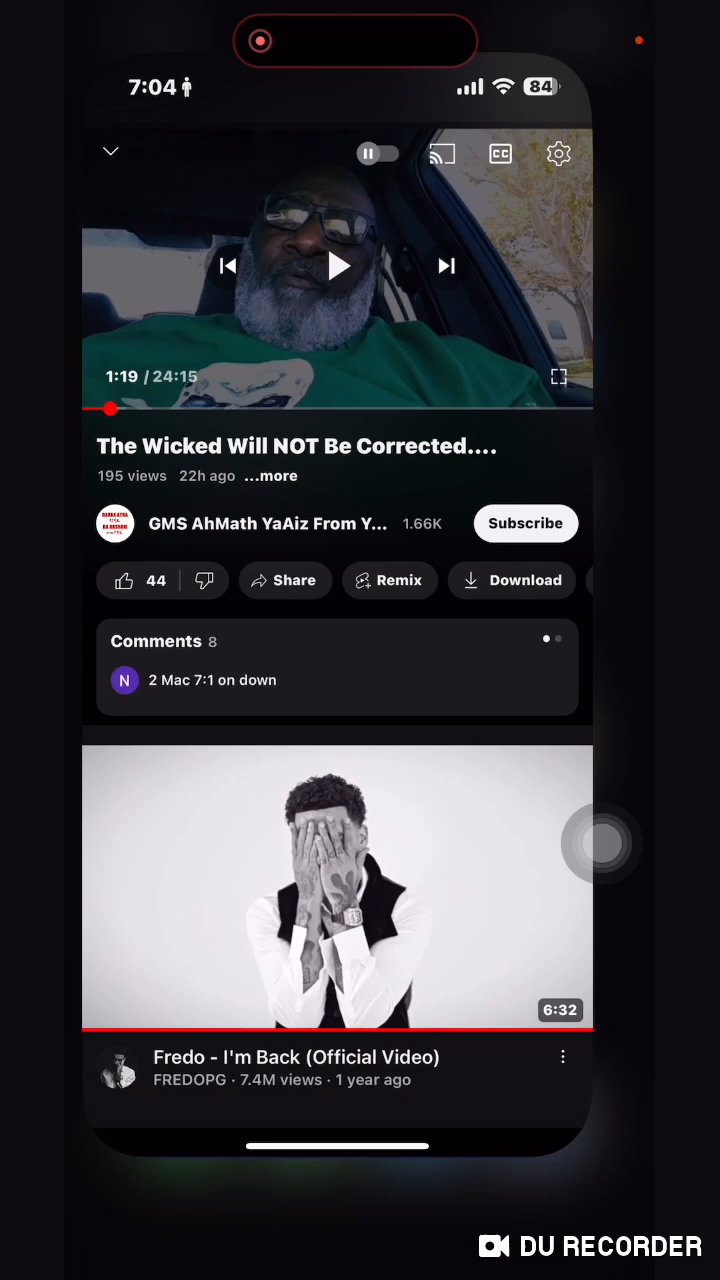 7:04
84
CC
1:19 / 24:15
The Wicked Will NOT Be Corrected....
195 views 22h ago ...more
GMS AhMath YaAiz From Y... 1.66K
Subscribe
44
Share
Remix
Download
Comments 8
N
2 Mac 7:1 on down
6:32
Fredo - I'm Back (Official Video)
FREDOPG · 7.4M views · 1 year ago
DU RECORDER